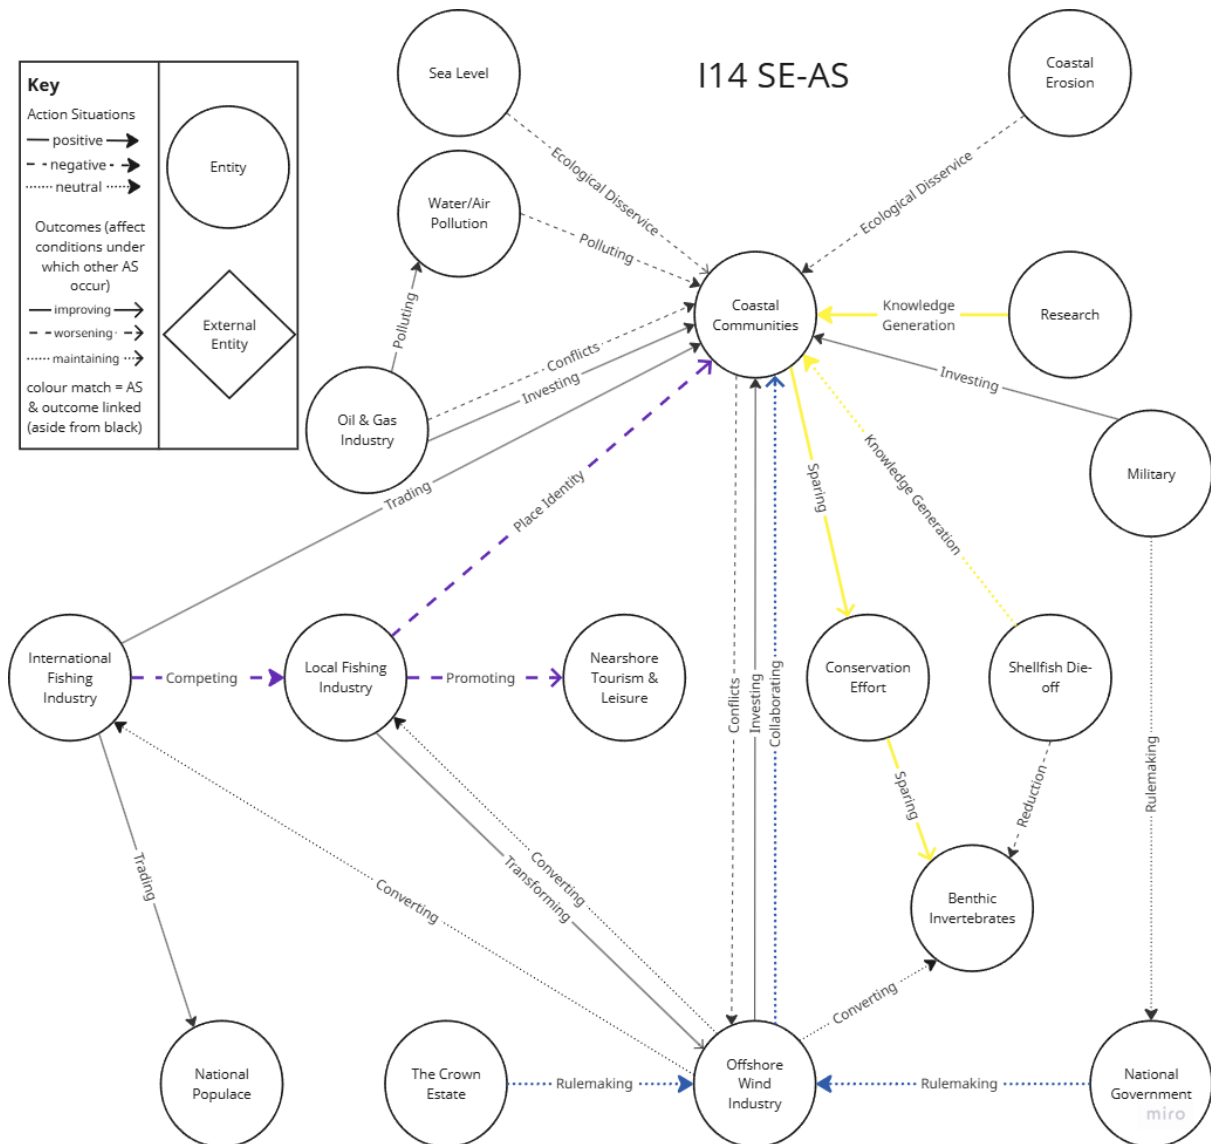 I14 SE-AS
Key
Action Situations
positive
negative
neutral
Outcomes (affect
conditions under
which other AS
occur)
improving
worsening
maintaining
colour match = AS
& outcome linked
(aside from black)
Entity
External
Entity
Sea Level
Coastal
Erosion
Ecological Disservice
Ecological Disservice
Water/Air
Pollution
Polluting
Polluting
Coastal
Communities
Knowledge
Generation
Research
Conflicts
Investing
Investing
Oil & Gas
Industry
Military
Trading
Place Identity
Sparing
Knowledge Generation
International
Fishing
Industry
Competing
Local Fishing
Industry
Promoting
Nearshore
Tourism &
Leisure
Conflicts
Investing
Collaborating
Conservation
Effort
Shellfish Die-
off
Rulemaking
Sparing
Reduction
Trading
Converting
Converting
Transforming
Benthic
Invertebrates
Converting
National
Populace
The Crown
Estate
Rulemaking
Offshore
Wind
Industry
Rulemaking
National
Government
miro